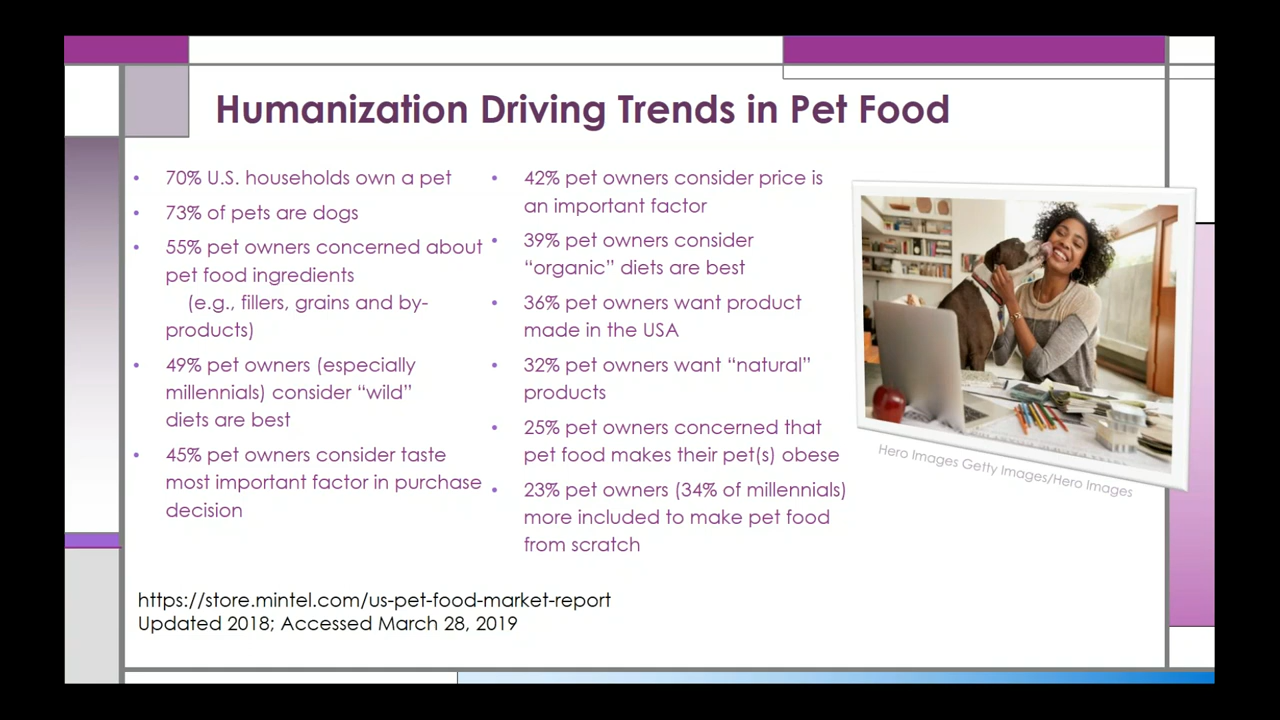 Humanization Driving Trends in Pet Food
• 70% U.S. households own a pet
• 73% of pets are dogs
• 55% pet owners concerned about
pet food ingredients
(e.g., fillers, grains and by-
products)
• 49% pet owners (especially
millennials) consider “wild”
diets are best
• 45% pet owners consider taste
most important factor in purchase
decision
• 42% pet owners consider price is
an important factor
• 39% pet owners consider
“organic” diets are best
• 36% pet owners want product
made in the USA
• 32% pet owners want “natural”
products
• 25% pet owners concerned that
pet food makes their pet(s) obese
• 23% pet owners (34% of millennials)
more included to make pet food
from scratch
Hero Images Getty Images/Hero Images
https://store.mintel.com/us-pet-food-market-report
Updated 2018; Accessed March 28, 2019